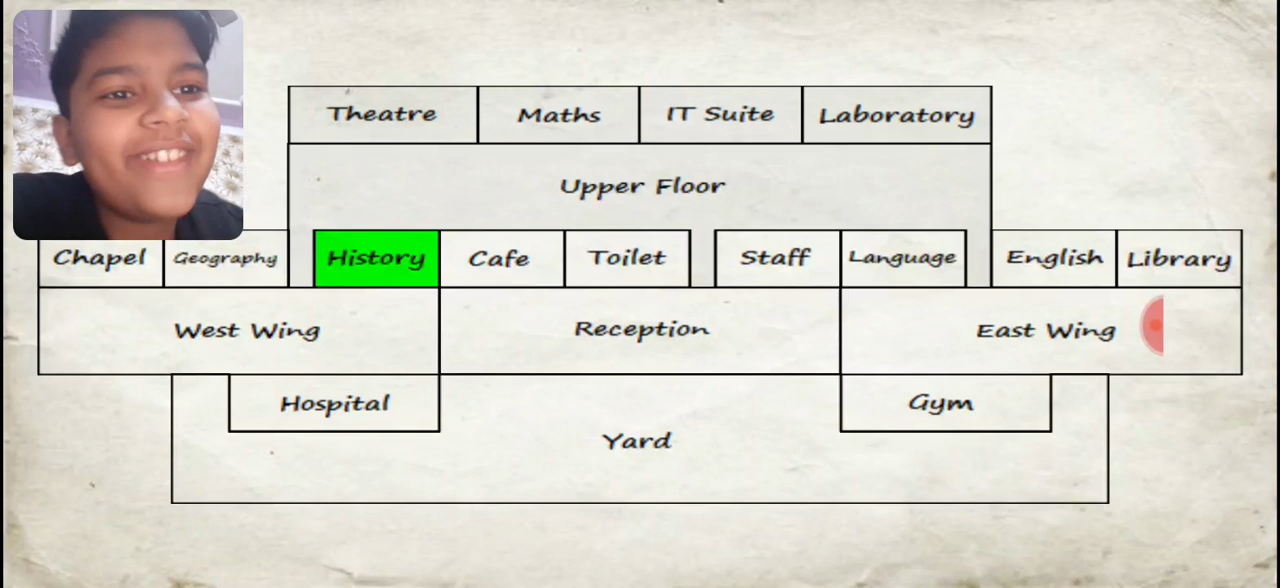 Theatre Maths IT Suite Laboratory
Upper Floor
Chapel Geography History Cafe Toilet Staff Language English Library
West Wing Reception East Wing
Hospital Gym
Yard